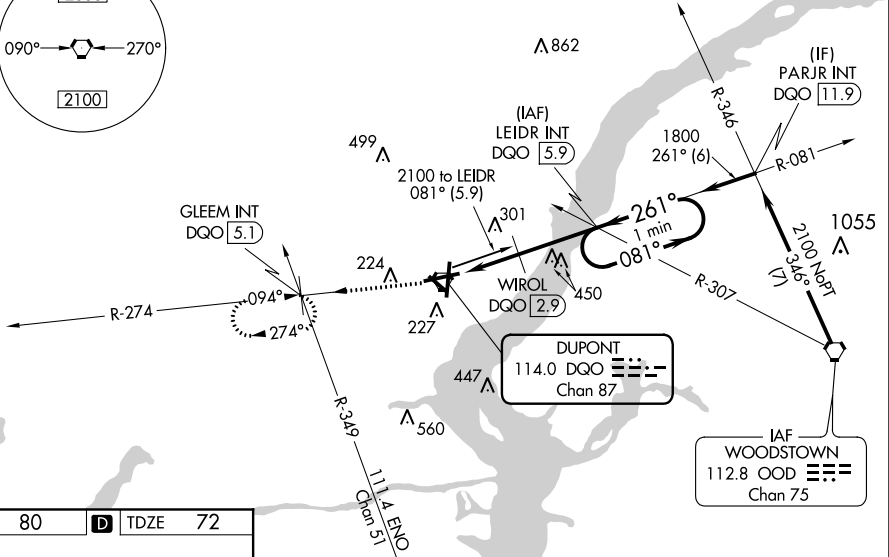 090°
270°
2100
862
499
(IAF)
LEIDR INT
DQO 5.9
R-346
(IF)
PARJR INT
DQO 11.9
1800
261° (6)
R-081
2100 to LEIDR
081° (5.9)
301
261°
1 min
081°
GLEEM INT
DQO 5.1
224
094°
274°
R-274
227
WIROL
DQO 2.9
450
R-307
2100 NoPT
346°
(7)
1055
DUPONT
114.0 DQO
Chan 87
447
560
R-349
111.4 ENO
Chan 51
IAF
WOODSTOWN
112.8 OOD
Chan 75
80 D TDZE 72